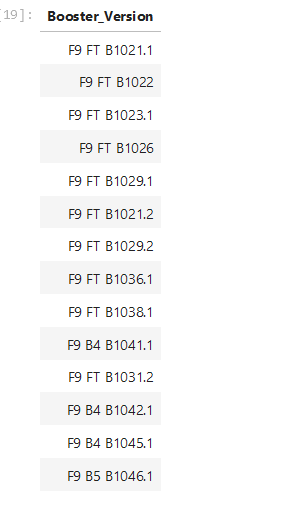 [19]:
Booster_Version
F9 FT B1021.1
F9 FT B1022
F9 FT B1023.1
F9 FT B1026
F9 FT B1029.1
F9 FT B1021.2
F9 FT B1029.2
F9 FT B1036.1
F9 FT B1038.1
F9 B4 B1041.1
F9 FT B1031.2
F9 B4 B1042.1
F9 B4 B1045.1
F9 B5 B1046.1